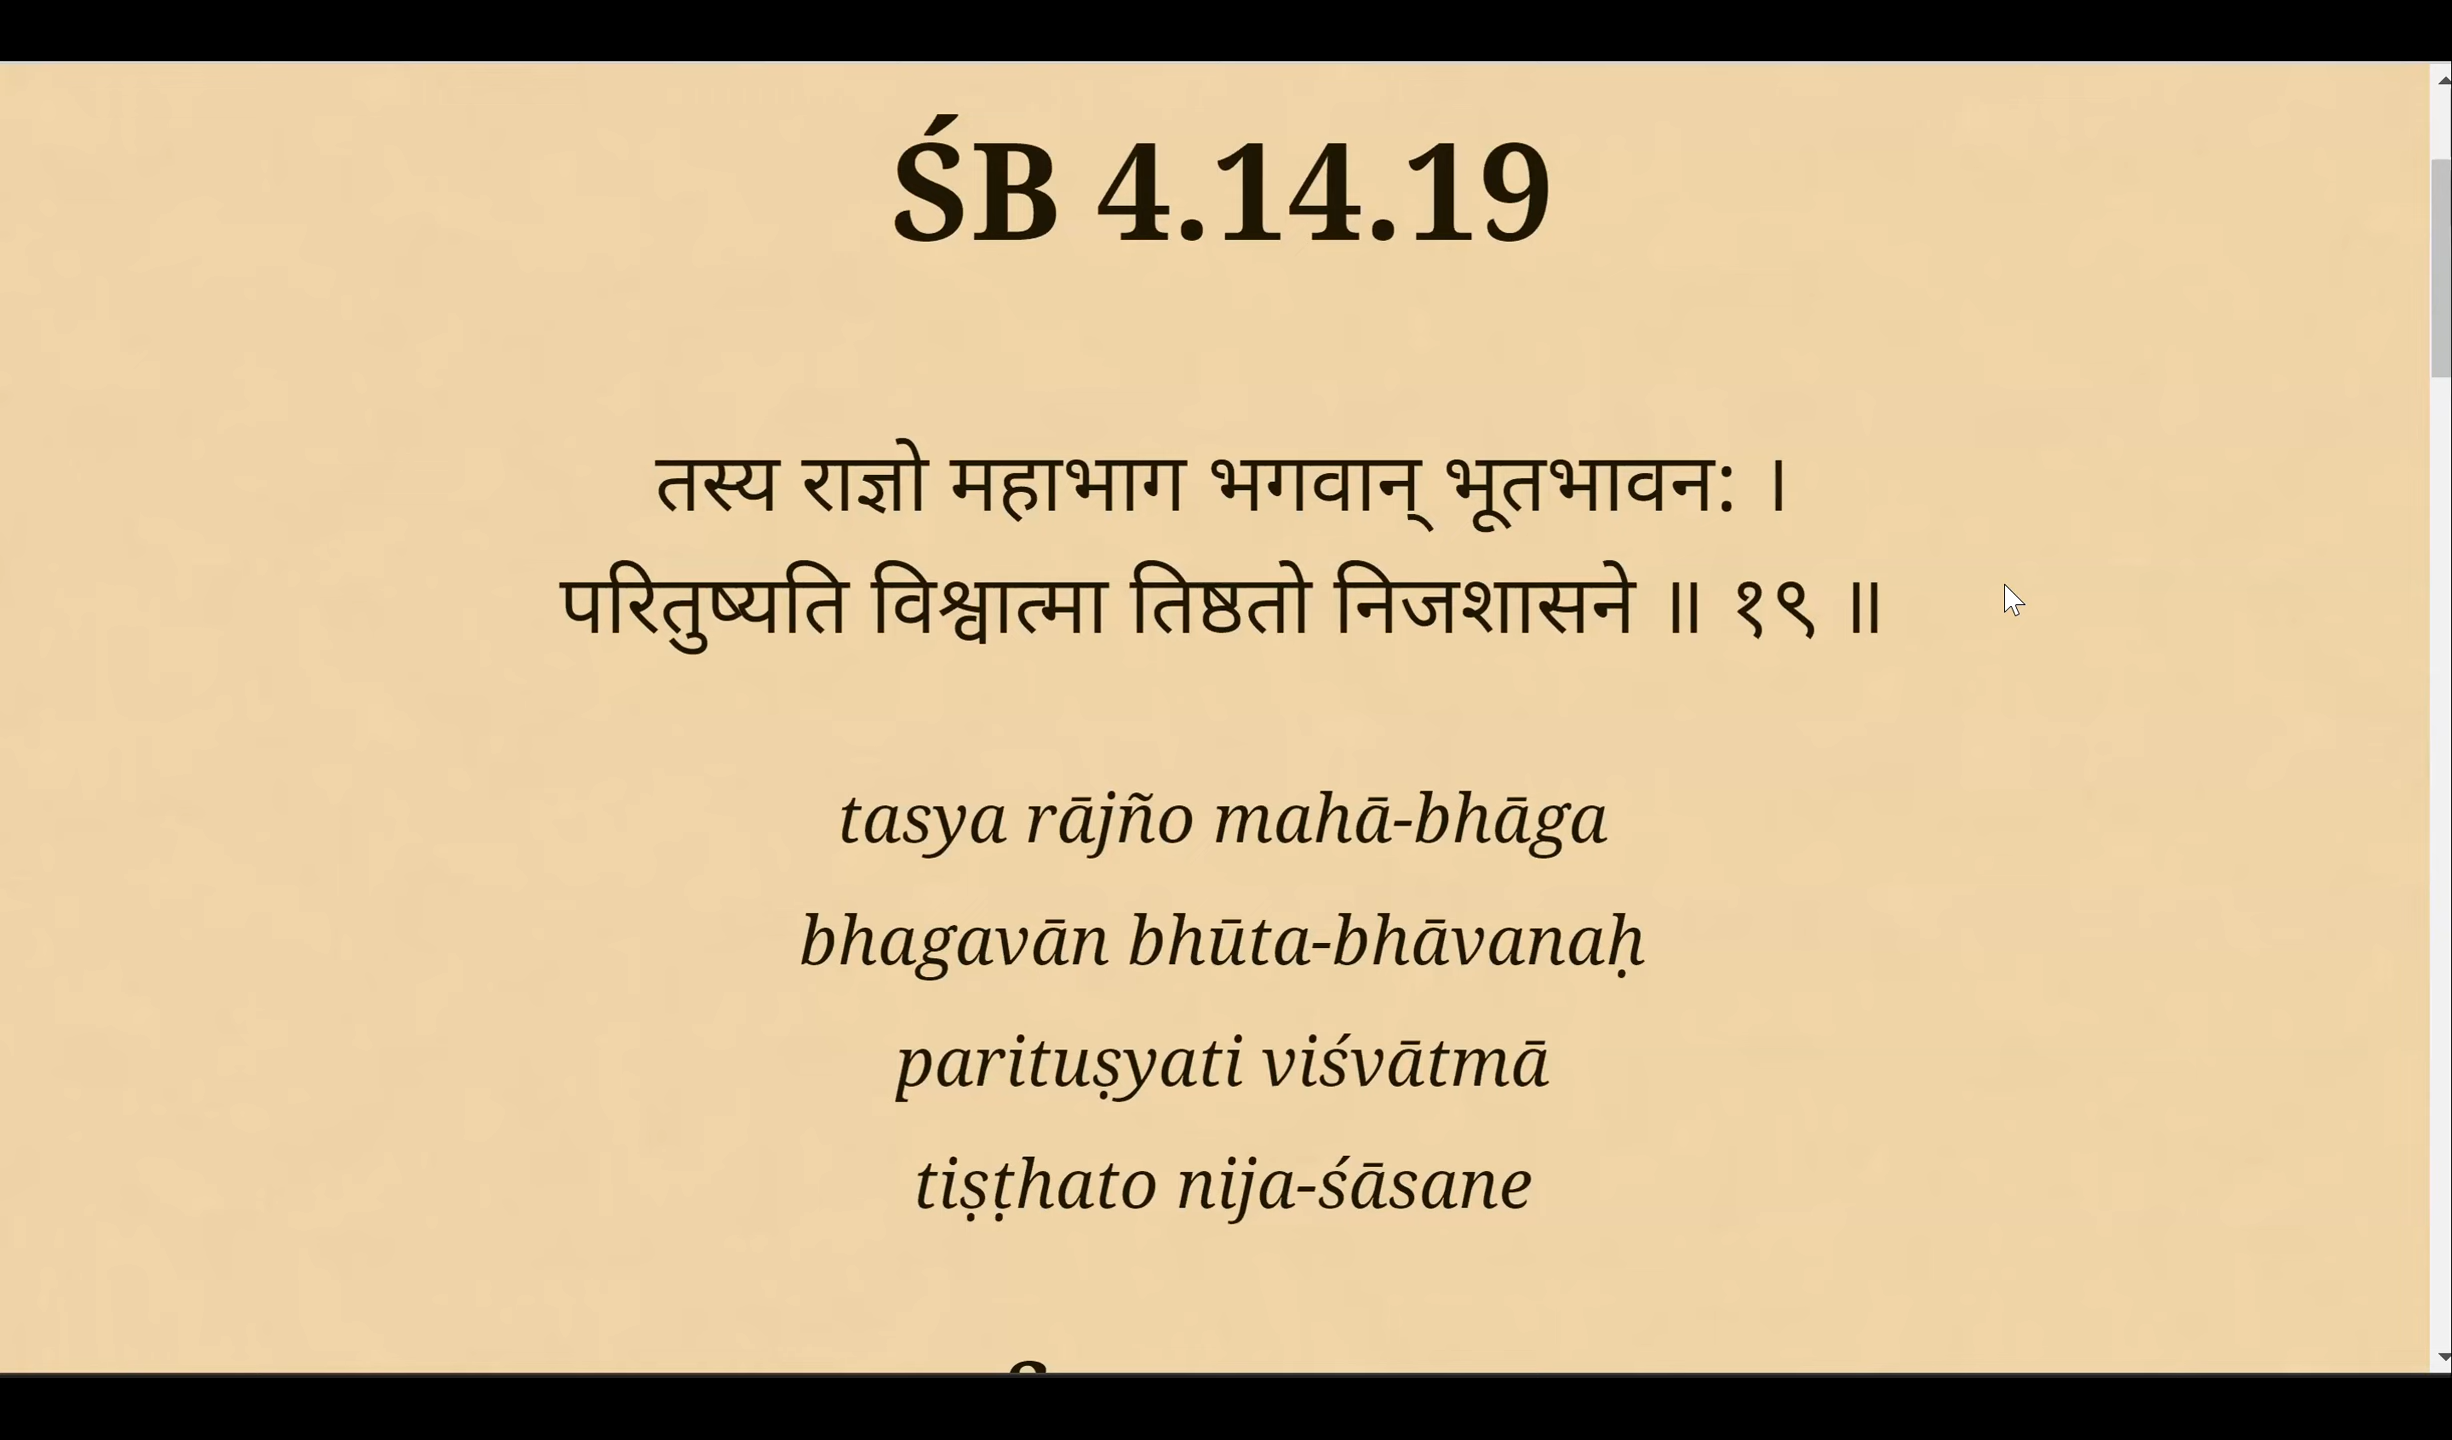 ŚB 4.14.19
तस्य राज्ञो महाभाग भगवान् भूतभावन: ।
परितुष्यति विश्वात्मा तिष्ठतो निजशासने ॥ १९ ॥
tasya rājño mahā-bhāga
bhagavān bhūta-bhāvanaḥ
parituṣyati viśvātmā
tiṣṭhato nija-śāsane